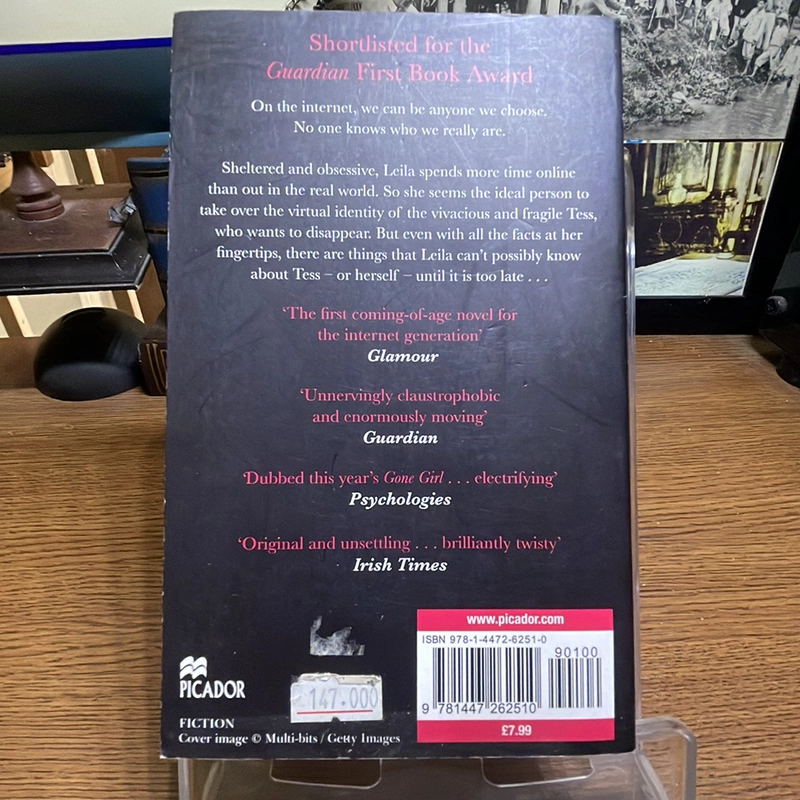 Shortlisted for the
Guardian First Book Award
On the internet, we can be anyone we choose.
No one knows who we really are.
Sheltered and obsessive, Leila spends more time online
than out in the real world. So she seems the ideal person to
take over the virtual identity of the vivacious and fragile Tess,
who wants to disappear. But even with all the facts at her
fingertips, there are things that Leila can't possibly know
about Tess – or herself – until it is too late . . .
'The first coming-of-age novel for
the internet generation'
Glamour
'Unnervingly claustrophobic
and enormously moving'
Guardian
'Dubbed this year's Gone Girl . . . electrifying'
Psychologies
'Original and unsettling . . . brilliantly twisty'
Irish Times
www.picador.com
ISBN 978-1-4472-6251-0
90100
9 781447 262510
£7.99
PICADOR
147.000
FICTION
Cover image © Multi-bits / Getty Images